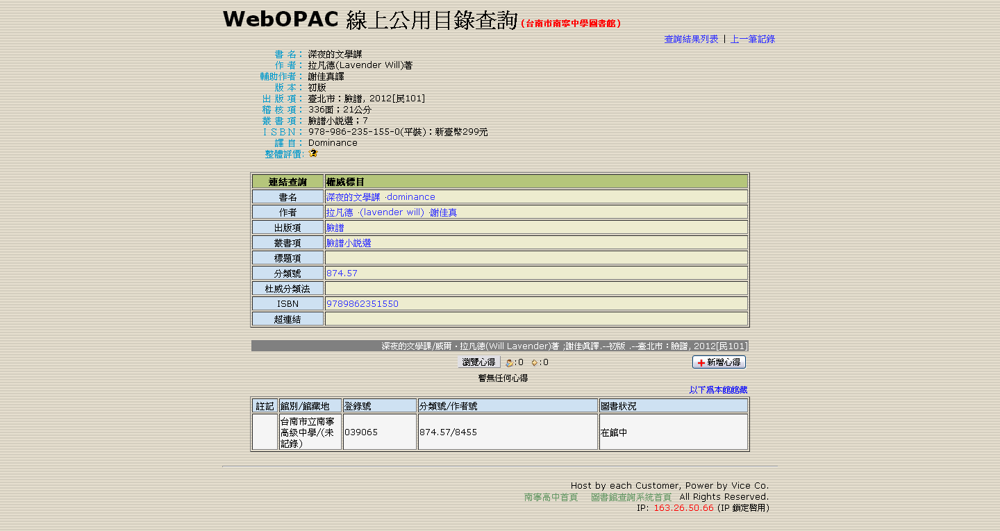 WebOPAC 線上公用目錄查詢(台南市南寧中學圖書館)
查詢結果列表 | 上一筆記錄
書 名： 深夜的文學課
作 者： 拉凡德(Lavender Will)著
輔助作者： 謝佳真譯
版 本： 初版
出 版 項： 臺北市：臉譜, 2012[民101]
稽 核 項： 336面；21公分
叢 書 項： 臉譜小說選；7
ＩＳＢＮ： 978-986-235-155-0(平裝)：新臺幣299元
譯 自： Dominance
整體評價:
連結查詢 權威標目
書名 深夜的文學課 ‧dominance
作者 拉凡德 ‧(lavender will) ‧謝佳真
出版項 臉譜
叢書項 臉譜小說選
標題項
分類號 874.57
杜威分類法
ISBN 9789862351550
超連結
深夜的文學課/威爾‧拉凡德(Will Lavender)著 ;謝佳真譯.--初版 .--臺北市：臉譜, 2012[民101]
瀏覽心得 :0 :0 新增心得
暫無任何心得
以下為本館館藏
註記 館別/館藏地 登錄號 分類號/作者號 圖書狀況
台南市立南寧
高級中學/(未
記錄) 039065 874.57/8455 在館中
Host by each Customer, Power by Vice Co.
南寧高中首頁 圖書館查詢系統首頁 All Rights Reserved.
IP: 163.26.50.66 (IP 鎖定啓用)